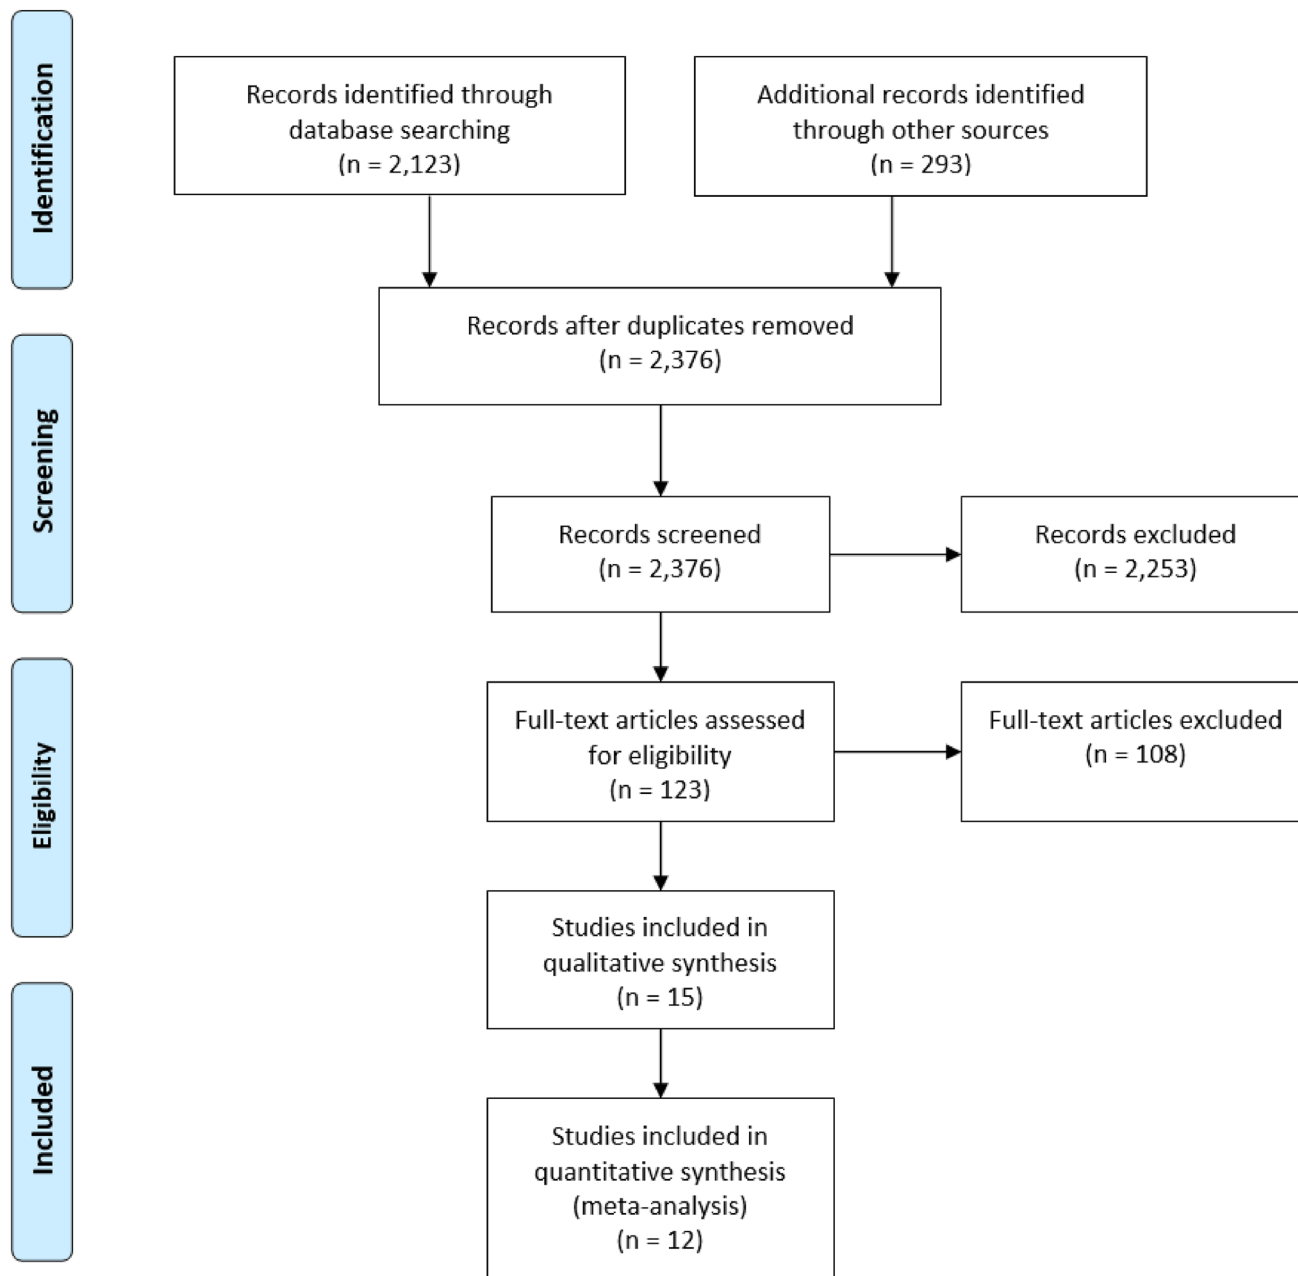 Identification
Records identified through
database searching
(n = 2,123)
Additional records identified
through other sources
(n = 293)
Records after duplicates removed
(n = 2,376)
Screening
Records screened
(n = 2,376)
Records excluded
(n = 2,253)
Eligibility
Full-text articles assessed
for eligibility
(n = 123)
Full-text articles excluded
(n = 108)
Studies included in
qualitative synthesis
(n = 15)
Included
Studies included in
quantitative synthesis
(meta-analysis)
(n = 12)